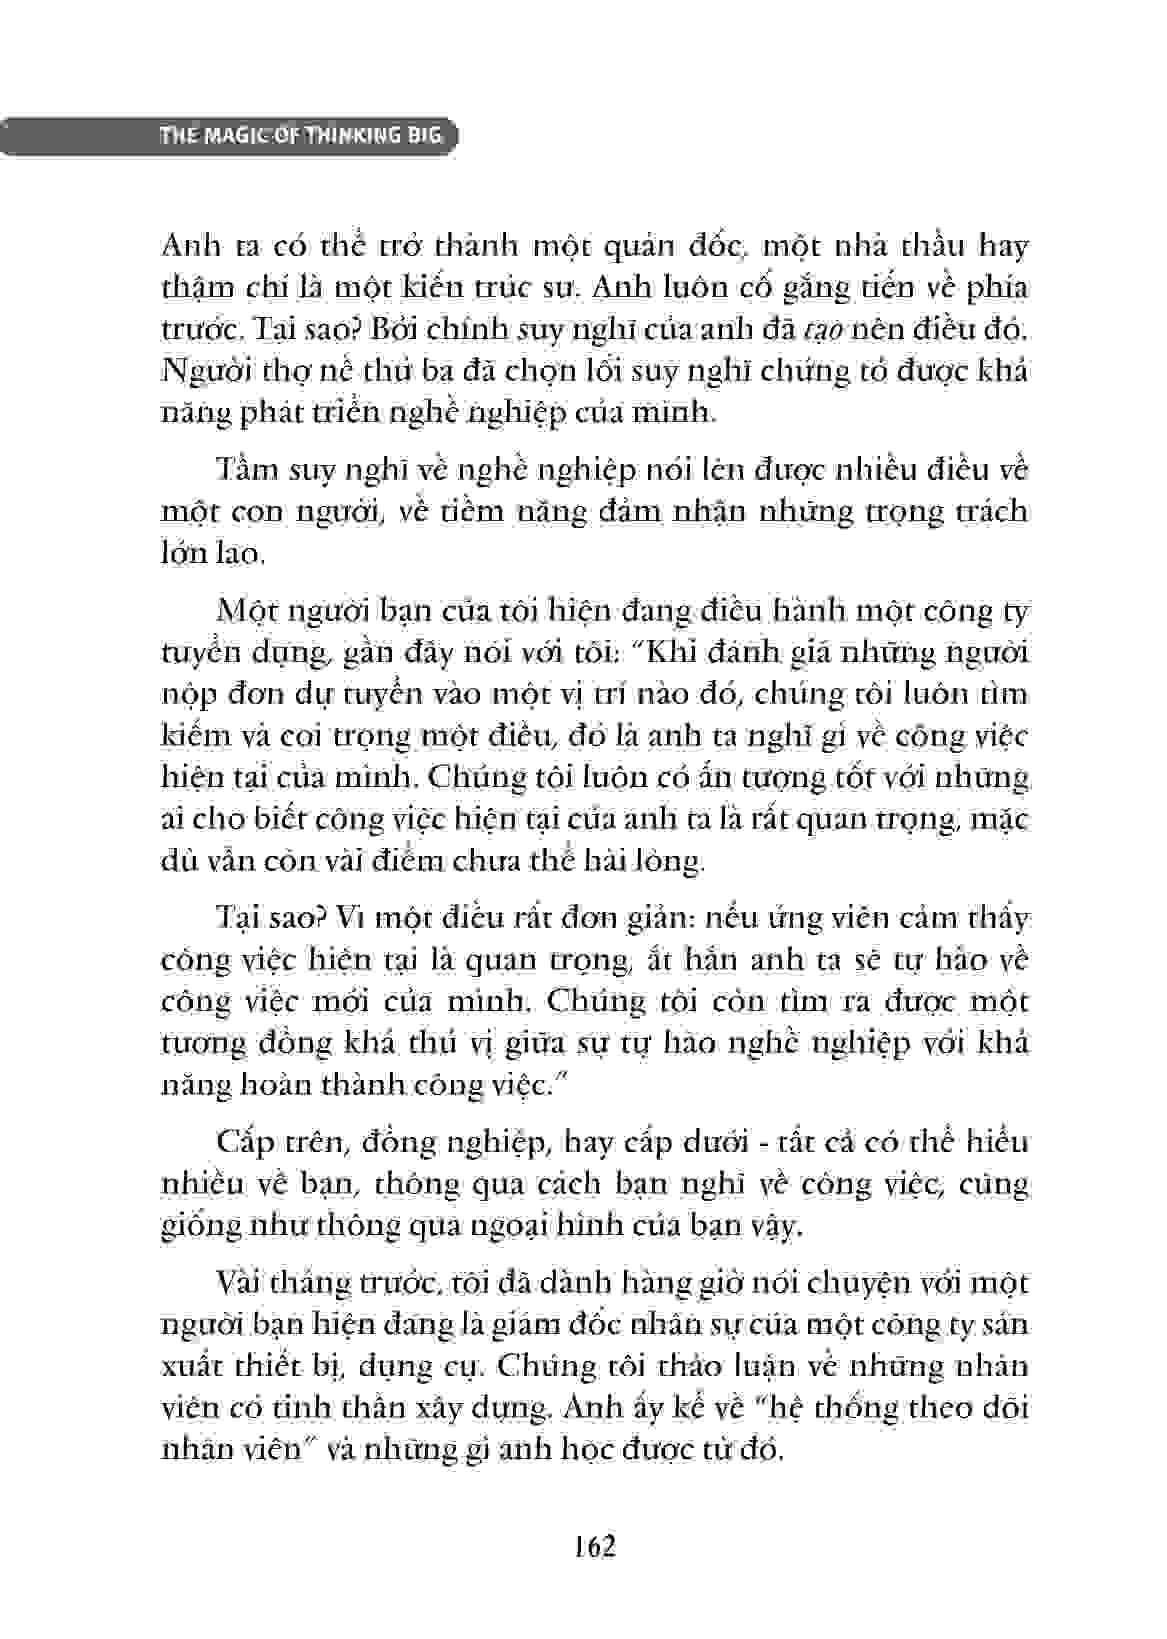 THE MAGIC OF THINKING BIG
Anh ta có thể trở thành một quản đốc, một nhà thầu hay
thậm chí là một kiến trúc sư. Anh luôn cố gắng tiến về phía
trước. Tại sao? Bởi chính suy nghĩ của anh đã tạo nên điều đó.
Người thợ nề thứ ba đã chọn lối suy nghĩ chứng tỏ được khả
năng phát triển nghề nghiệp của mình.
Tầm suy nghĩ về nghề nghiệp nói lên được nhiều điều về
một con người, về tiềm năng đảm nhận những trọng trách
lớn lao.
Một người bạn của tôi hiện đang điều hành một công ty
tuyển dụng, gần đây nói với tôi: “Khi đánh giá những người
nộp đơn dự tuyển vào một vị trí nào đó, chúng tôi luôn tìm
kiếm và coi trọng một điều, đó là anh ta nghĩ gì về công việc
hiện tại của mình. Chúng tôi luôn có ấn tượng tốt với những
ai cho biết công việc hiện tại của anh ta là rất quan trọng, mặc
dù vẫn còn vài điểm chưa thể hài lòng.
Tại sao? Vì một điều rất đơn giản: nếu ứng viên cảm thấy
công việc hiện tại là quan trọng, ắt hẳn anh ta sẽ tự hào về
công việc mới của mình. Chúng tôi còn tìm ra được một
tương đồng khá thú vị giữa sự tự hào nghề nghiệp với khả
năng hoàn thành công việc.”
Cấp trên, đồng nghiệp, hay cấp dưới - tất cả có thể hiểu
nhiều về bạn, thông qua cách bạn nghĩ về công việc, cũng
giống như thông qua ngoại hình của bạn vậy.
Vài tháng trước, tôi đã dành hàng giờ nói chuyện với một
người bạn hiện đang là giám đốc nhân sự của một công ty sản
xuất thiết bị, dụng cụ. Chúng tôi thảo luận về những nhân
viên có tinh thần xây dựng. Anh ấy kể về “hệ thống theo dõi
nhân viên” và những gì anh học được từ đó.
162